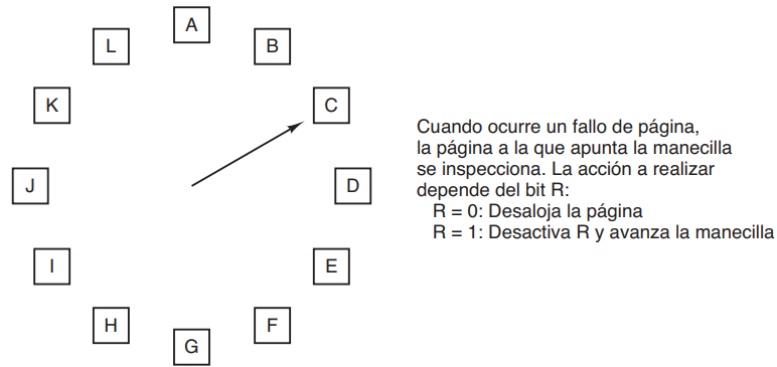 A
B
C
D
E
F
G
H
I
J
K
L
Cuando ocurre un fallo de página,
la página a la que apunta la manecilla
se inspecciona. La acción a realizar
depende del bit R:
R = 0: Desaloja la página
R = 1: Desactiva R y avanza la manecilla